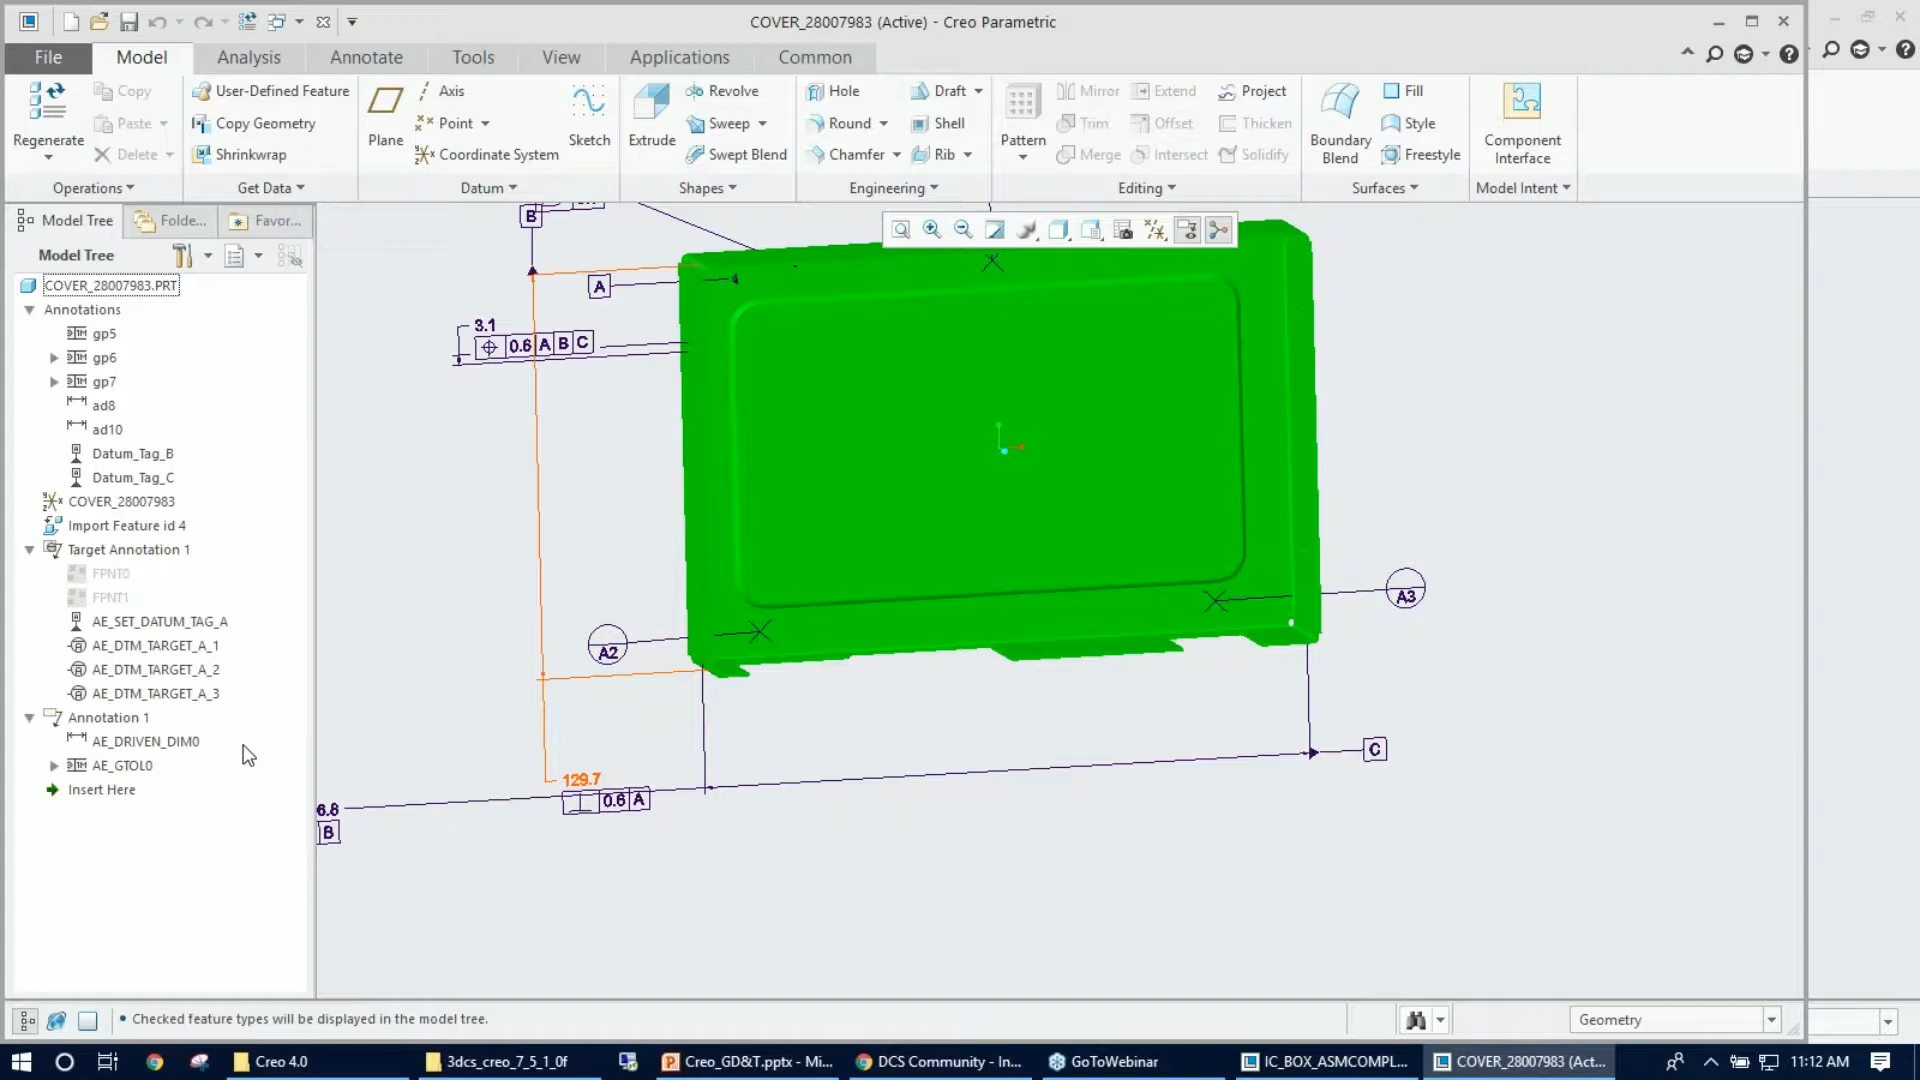 COVER_28007983 (Active) - Creo Parametric
File Model Analysis Annotate Tools View Applications Common
Regenerate
Copy
Paste
Delete
Operations
User-Defined Feature
Copy Geometry
Shrinkwrap
Get Data
Plane
Axis
Point
Coordinate System
Sketch
Datum
Extrude
Revolve
Sweep
Swept Blend
Shapes
Hole
Round
Chamfer
Draft
Shell
Rib
Engineering
Pattern
Mirror
Trim
Merge
Extend
Offset
Intersect
Project
Thicken
Solidify
Editing
Boundary
Blend
Fill
Style
Freestyle
Surfaces
Component
Interface
Model Intent
Model Tree Folde... Favor...
Model Tree
COVER_28007983.PRT
Annotations
gp5
gp6
gp7
ad8
ad10
Datum_Tag_B
Datum_Tag_C
COVER_28007983
Import Feature id 4
Target Annotation 1
FPNT0
FPNT1
AE_SET_DATUM_TAG_A
AE_DTM_TARGET_A_1
AE_DTM_TARGET_A_2
AE_DTM_TARGET_A_3
Annotation 1
AE_DRIVEN_DIM0
AE_GTOL0
Insert Here
B
A
3.1
0.6 A B C
A2
A3
C
129.7
0.6 A
6.8
B
Checked feature types will be displayed in the model tree.
Geometry
Creo 4.0
3dcs_creo_7_5_1_0f
Creo_GD&T.pptx - Mi...
DCS Community - In...
GoToWebinar
IC_BOX_ASMCOMPL...
COVER_28007983 (Act...
11:12 AM